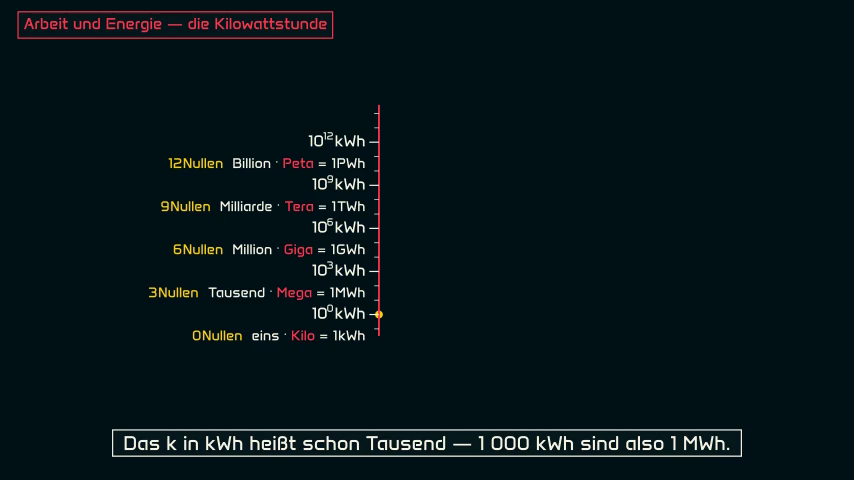 Arbeit und Energie — die Kilowattstunde
10¹²kWh
12Nullen Billion · Peta = 1PWh
10⁹kWh
9Nullen Milliarde · Tera = 1TWh
10⁶kWh
6Nullen Million · Giga = 1GWh
10³kWh
3Nullen Tausend · Mega = 1MWh
10⁰kWh
0Nullen eins · Kilo = 1kWh
Das k in kWh heißt schon Tausend — 1 000 kWh sind also 1 MWh.